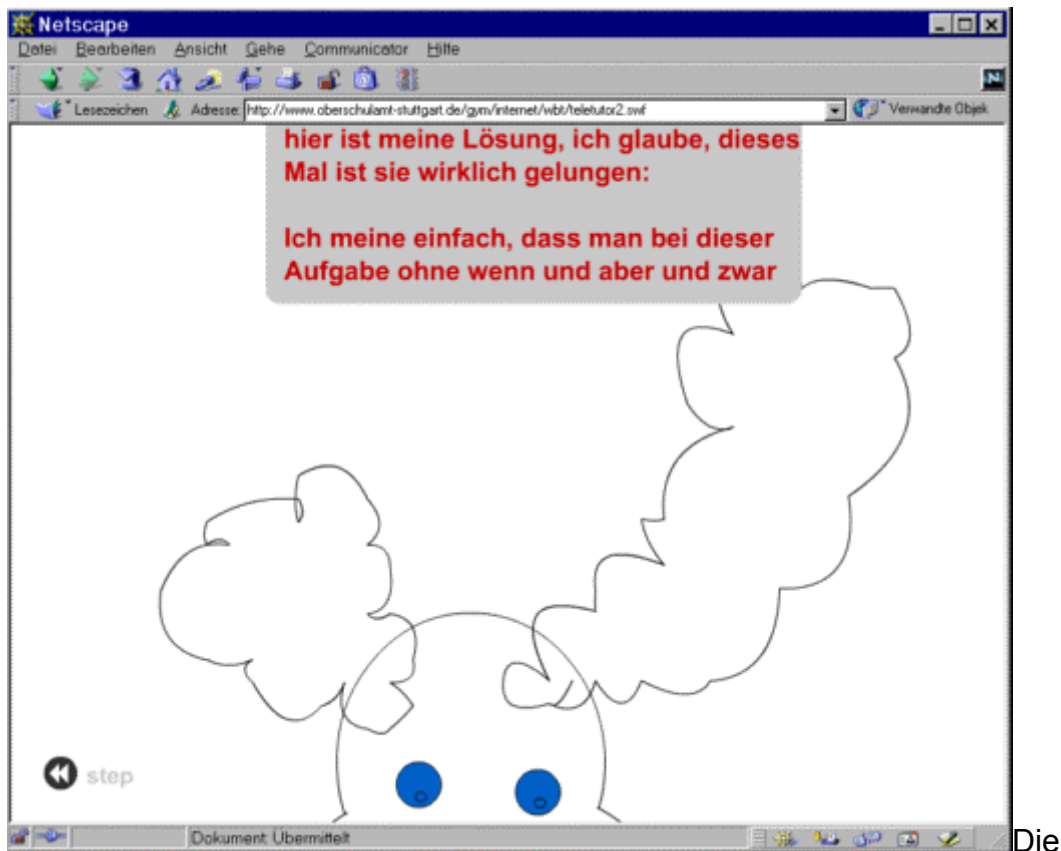 Netscape
Datei Bearbeiten Ansicht Gehe Communicator Hilfe
Lesezeichen Adresse: http://www.oberschulamt-stuttgart.de/gym/internet/wbt/teletutor2.swf Verwandte Objek
hier ist meine Lösung, ich glaube, dieses
Mal ist sie wirklich gelungen:
Ich meine einfach, dass man bei dieser
Aufgabe ohne wenn und aber und zwar
step
Dokument: Übermittelt
Die